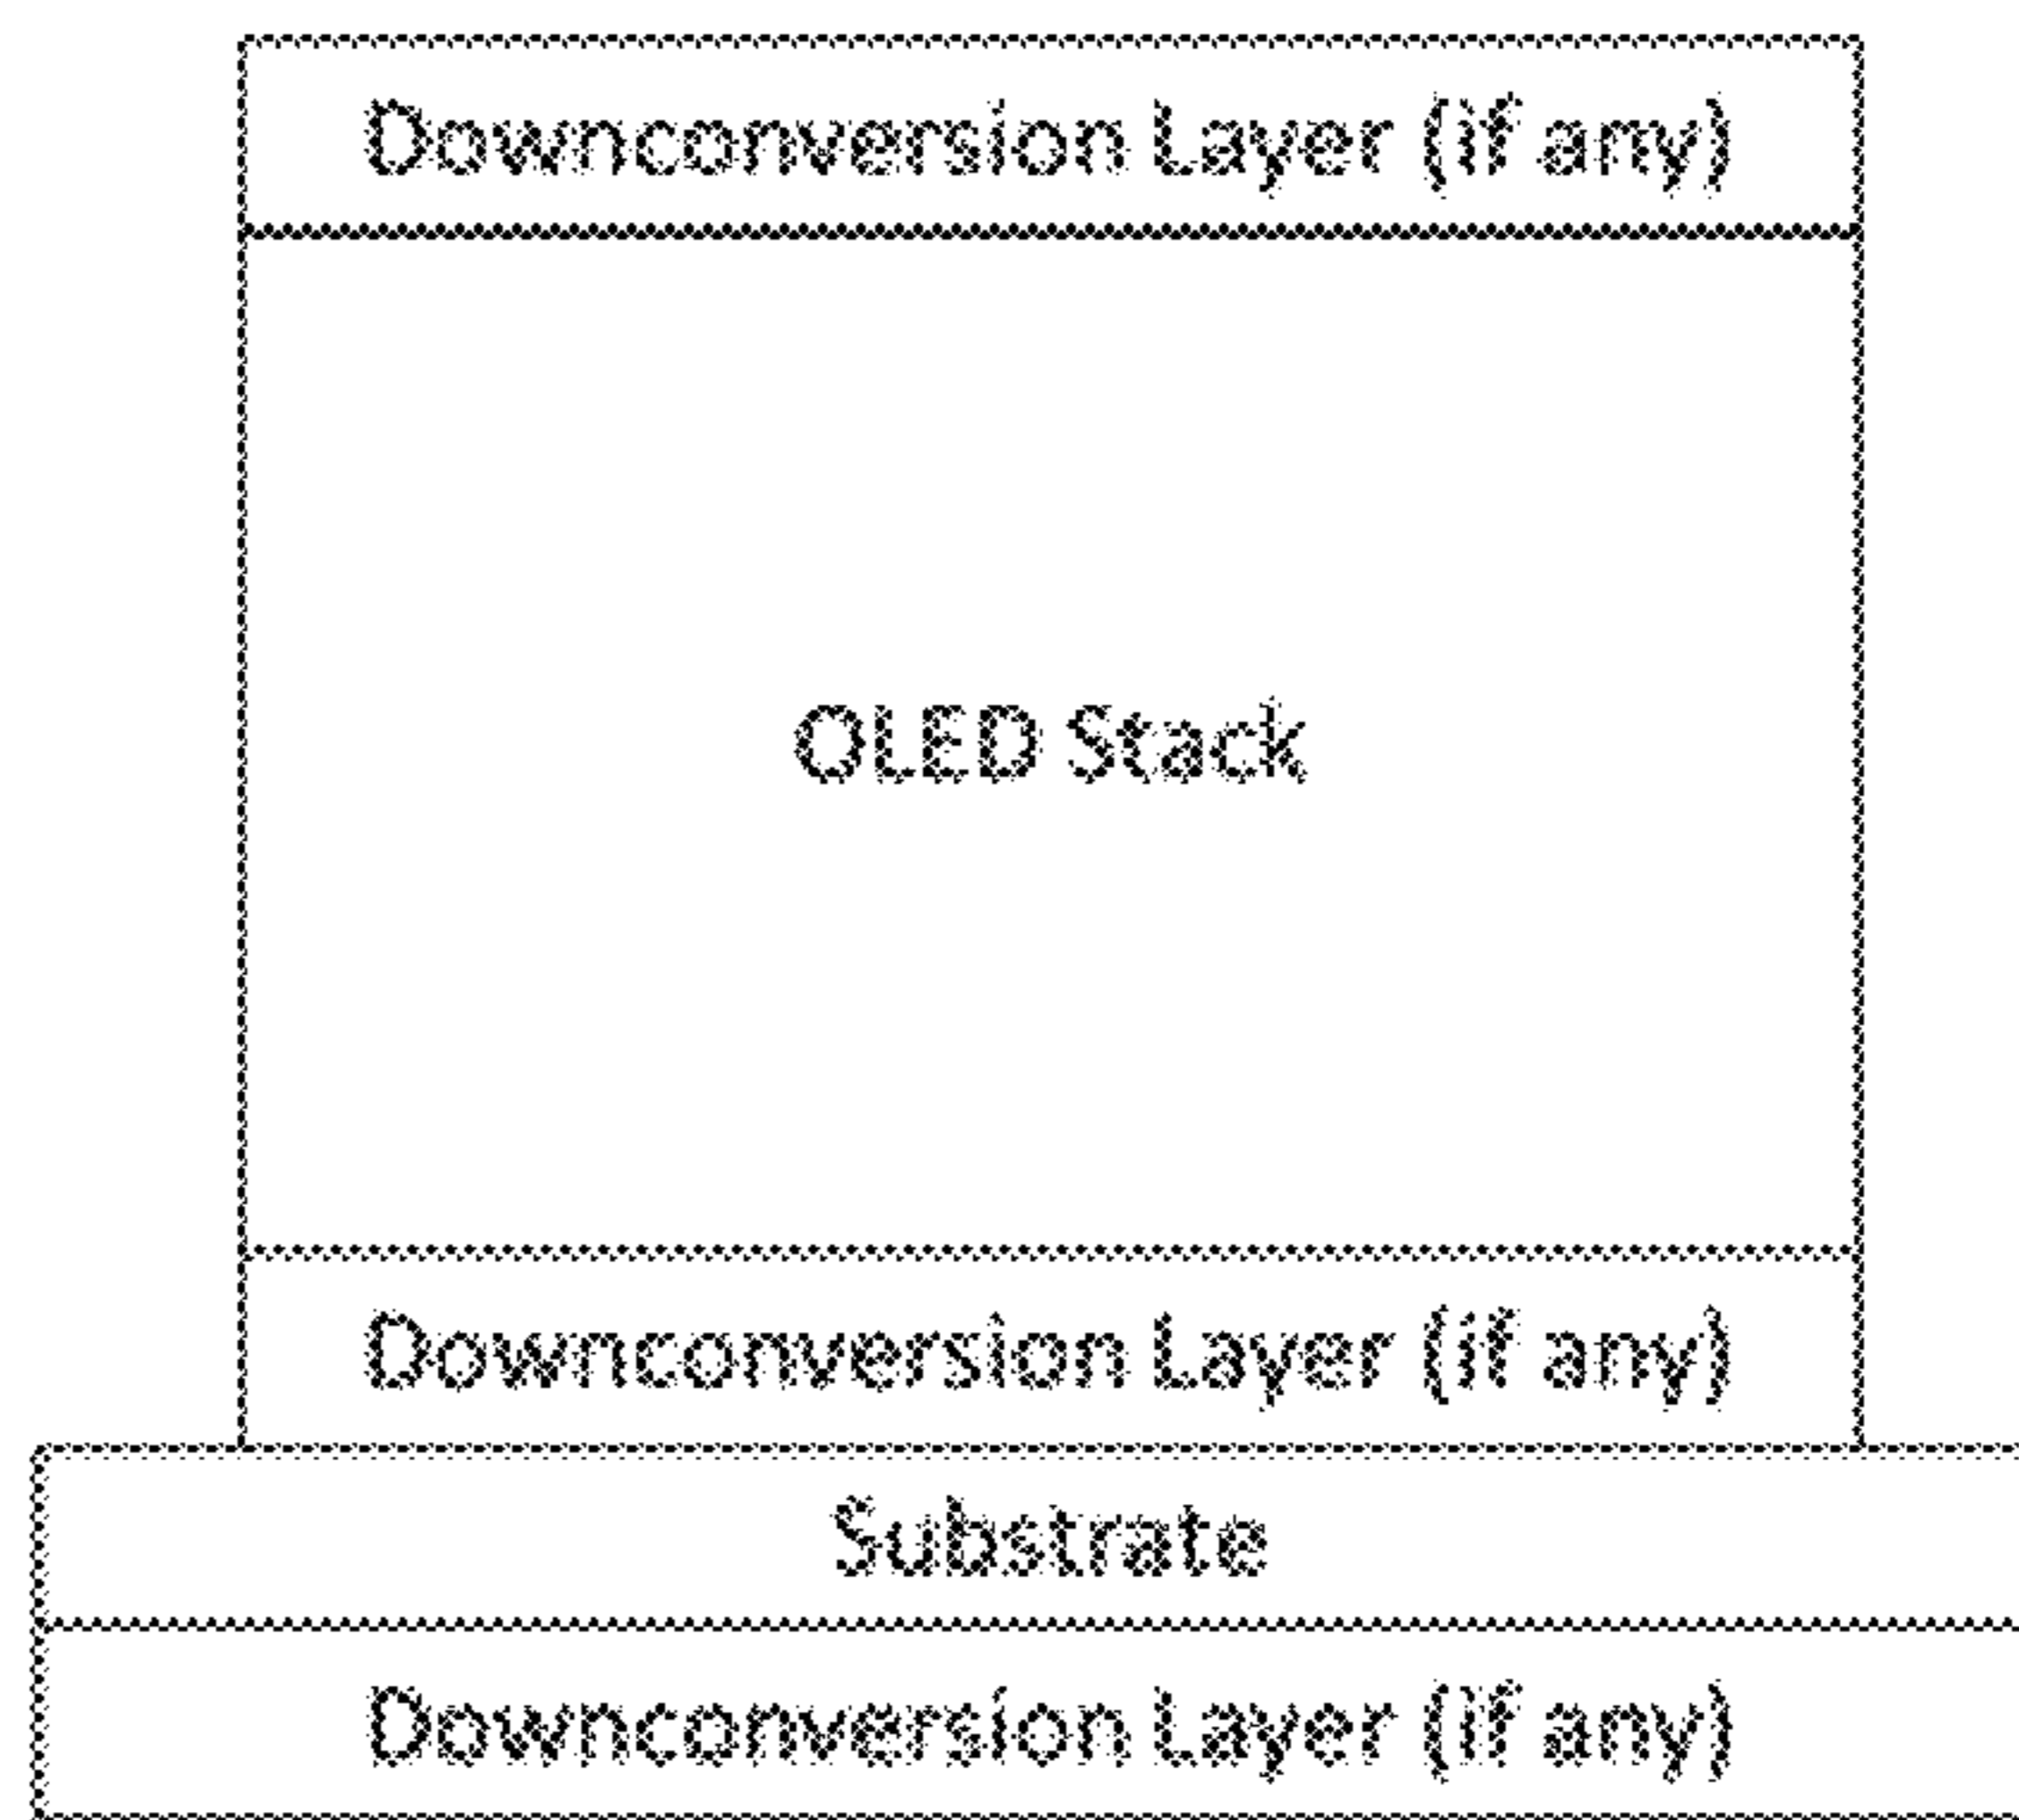 Downconversion Layer (if any)
OLED Stack
Downconversion Layer (if any)
Substrate
Downconversion Layer (if any)